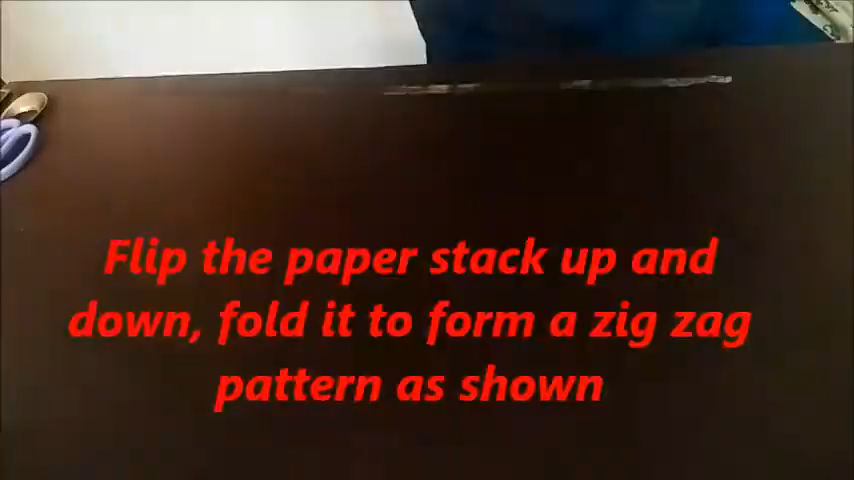 Flip the paper stack up and
down, fold it to form a zig zag
pattern as shown